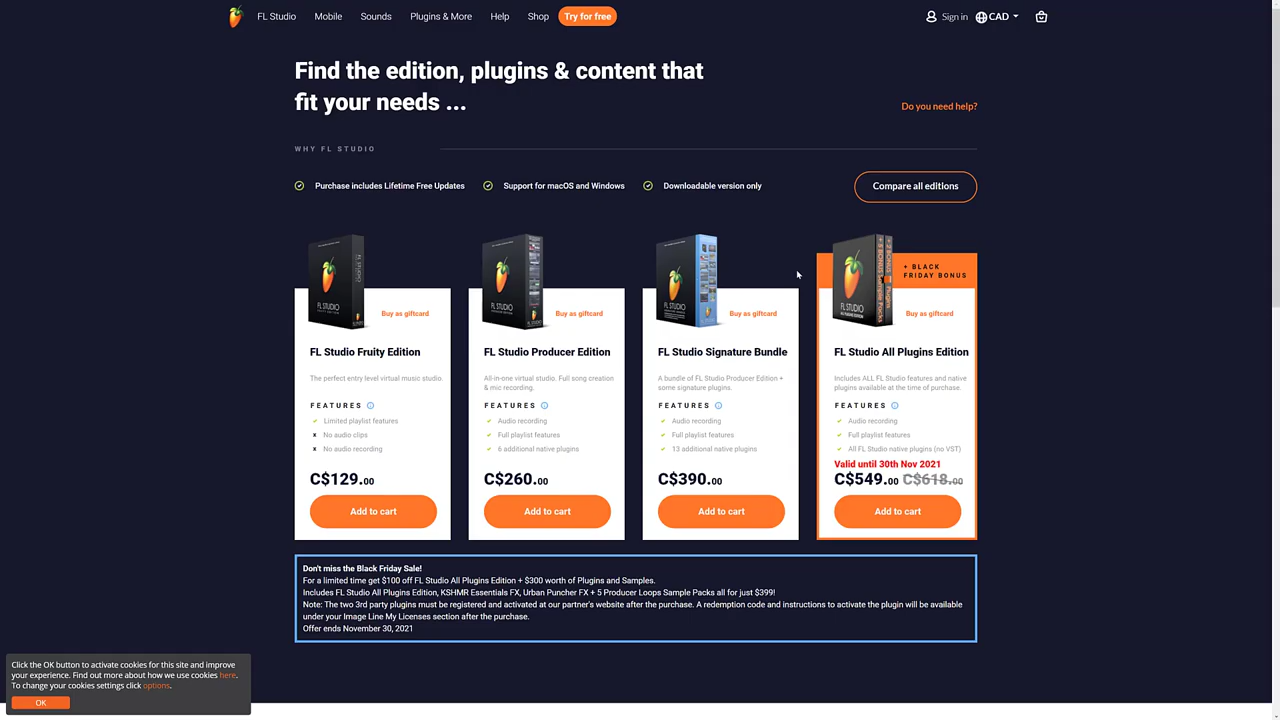 FL Studio Mobile Sounds Plugins & More Help Shop Try for free Sign in CAD
Find the edition, plugins & content that
fit your needs ...
Do you need help?
WHY FL STUDIO
Purchase includes Lifetime Free Updates Support for macOS and Windows Downloadable version only
Compare all editions
+ BLACK
FRIDAY BONUS
Buy as giftcard Buy as giftcard Buy as giftcard Buy as giftcard
FL Studio Fruity Edition
The perfect entry level virtual music studio.
FEATURES
Limited playlist features
No audio clips
No audio recording
C$129.00
Add to cart
FL Studio Producer Edition
All-in-one virtual studio. Full song creation
& mic recording.
FEATURES
Audio recording
Full playlist features
6 additional native plugins
C$260.00
Add to cart
FL Studio Signature Bundle
A bundle of FL Studio Producer Edition +
some signature plugins.
FEATURES
Audio recording
Full playlist features
13 additional native plugins
C$390.00
Add to cart
FL Studio All Plugins Edition
Includes ALL FL Studio features and native
plugins available at the time of purchase.
FEATURES
Audio recording
Full playlist features
All FL Studio native plugins (no VST)
Valid until 30th Nov 2021
C$549.00 C$618.00
Add to cart
Don't miss the Black Friday Sale!
For a limited time get $100 off FL Studio All Plugins Edition + $300 worth of Plugins and Samples.
Includes FL Studio All Plugins Edition, KSHMR Essentials FX, Urban Puncher FX + 5 Producer Loops Sample Packs all for just $399!
Note: The two 3rd party plugins must be registered and activated at our partner's website after the purchase. A redemption code and instructions to activate the plugin will be available
under your Image Line My Licenses section after the purchase.
Offer ends November 30, 2021
Click the OK button to activate cookies for this site and improve
your experience. Find out more about how we use cookies here.
To change your cookies settings click options.
OK